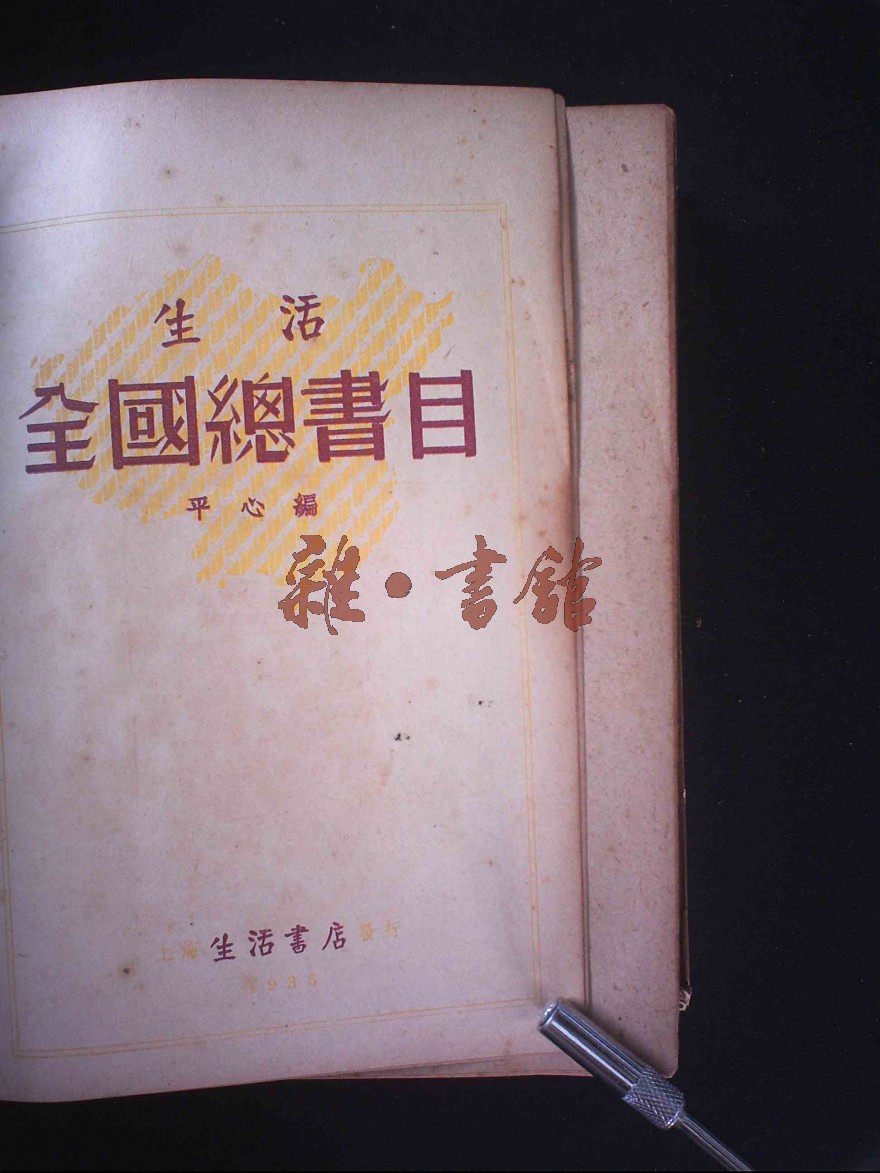 生活
全國總書目
平心編
雜·書館
上海 生活書店 發行
1935